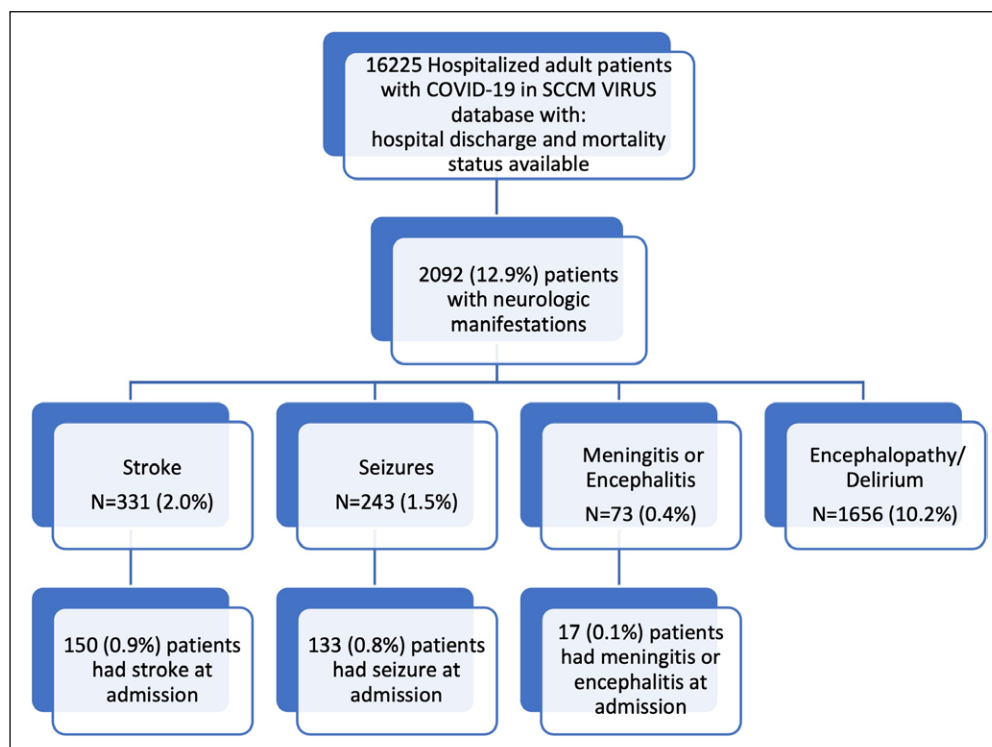 16225 Hospitalized adult patients
with COVID-19 in SCCM VIRUS
database with:
hospital discharge and mortality
status available
2092 (12.9%) patients
with neurologic
manifestations
Stroke
N=331 (2.0%)
Seizures
N=243 (1.5%)
Meningitis or
Encephalitis
N=73 (0.4%)
Encephalopathy/
Delirium
N=1656 (10.2%)
150 (0.9%) patients
had stroke at
admission
133 (0.8%) patients
had seizure at
admission
17 (0.1%) patients
had meningitis or
encephalitis at
admission